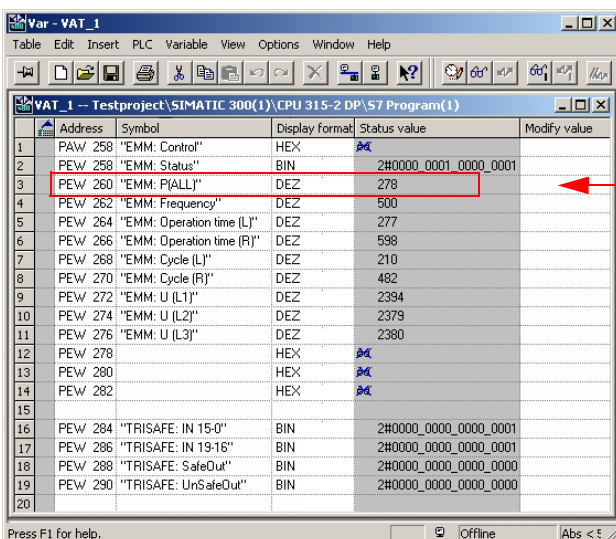 Var - VAT_1
Table Edit Insert PLC Variable View Options Window Help
VAT_1 -- Testproject\SIMATIC 300(1)\CPU 315-2 DP\S7 Program(1)
Address Symbol Display format Status value Modify value
1 PAW 258 "EMM: Control" HEX
2 PEW 258 "EMM: Status" BIN 2#0000_0001_0000_0001
3 PEW 260 "EMM: P(ALL)" DEZ 278
4 PEW 262 "EMM: Frequency" DEZ 500
5 PEW 264 "EMM: Operation time (L)" DEZ 277
6 PEW 266 "EMM: Operation time (R)" DEZ 598
7 PEW 268 "EMM: Cycle (L)" DEZ 210
8 PEW 270 "EMM: Cycle (R)" DEZ 482
9 PEW 272 "EMM: U (L1)" DEZ 2394
10 PEW 274 "EMM: U (L2)" DEZ 2379
11 PEW 276 "EMM: U (L3)" DEZ 2380
12 PEW 278 HEX
13 PEW 280 HEX
14 PEW 282 HEX
15
16 PEW 284 "TRISAFE: IN 15-0" BIN 2#0000_0000_0000_0001
17 PEW 286 "TRISAFE: IN 19-16" BIN 2#0000_0000_0000_0001
18 PEW 288 "TRISAFE: SafeOut" BIN 2#0000_0000_0000_0000
19 PEW 290 "TRISAFE: UnSafeOut" BIN 2#0000_0000_0000_0000
20
Press F1 for help. Offline Abs < 5